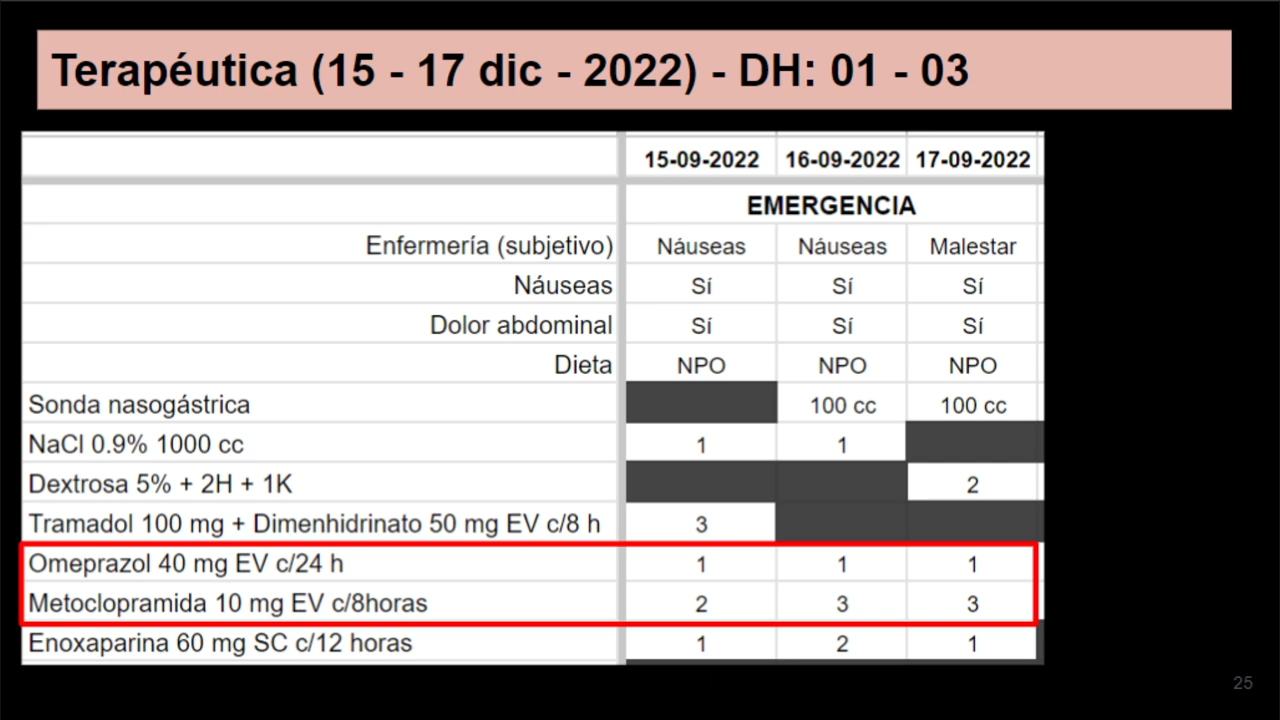 Terapéutica (15 - 17 dic - 2022) - DH: 01 - 03
15-09-2022 16-09-2022 17-09-2022
EMERGENCIA
Enfermería (subjetivo) Náuseas Náuseas Malestar
Náuseas Sí Sí Sí
Dolor abdominal Sí Sí Sí
Dieta NPO NPO NPO
Sonda nasogástrica 100 cc 100 cc
NaCl 0.9% 1000 cc 1 1
Dextrosa 5% + 2H + 1K 2
Tramadol 100 mg + Dimenhidrinato 50 mg EV c/8 h 3
Omeprazol 40 mg EV c/24 h 1 1 1
Metoclopramida 10 mg EV c/8horas 2 3 3
Enoxaparina 60 mg SC c/12 horas 1 2 1
25